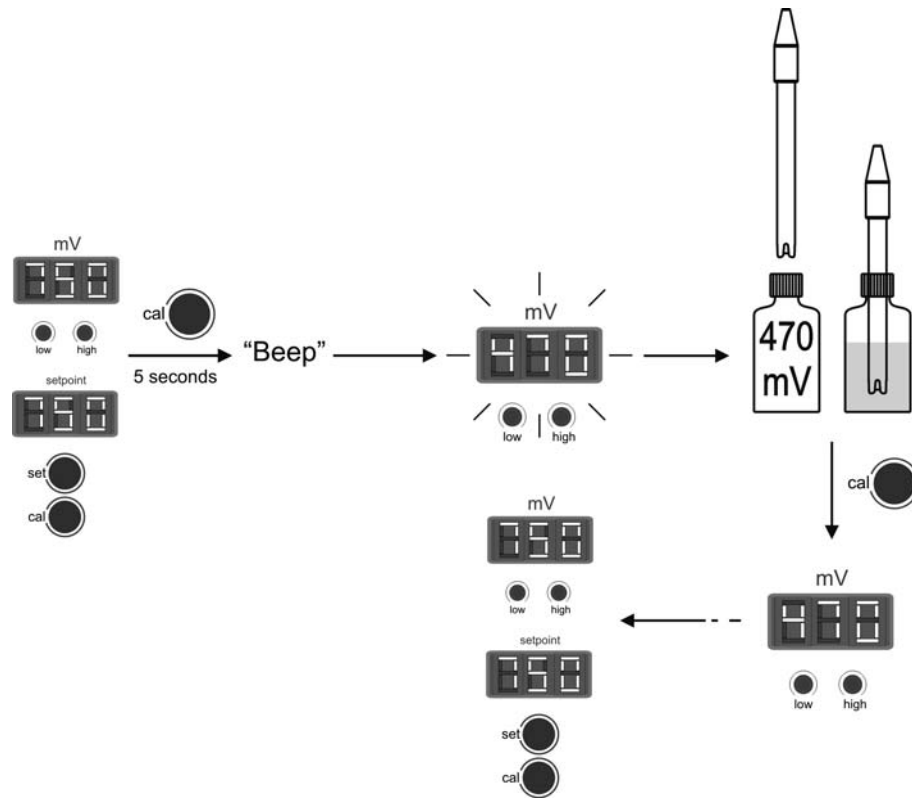 mV
low high
setpoint
set
cal
cal
5 seconds
“Beep”
mV
low high
470
mV
cal
mV
low high
mV
low high
setpoint
set
cal